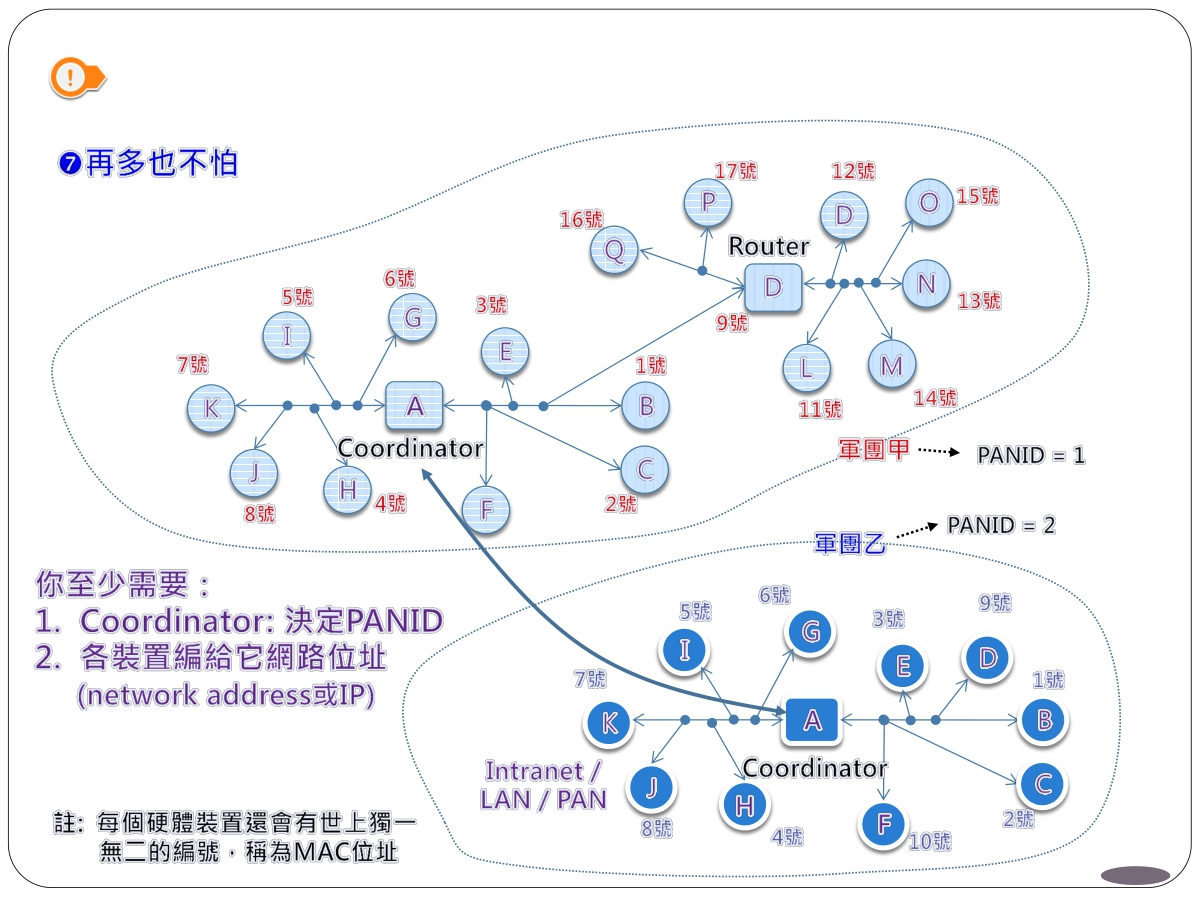 !
❼再多也不怕
17號
12號
P
D
O
15號
16號
Q
Router
D
N
13號
9號
6號
5號
3號
I
G
E
L
M
7號
1號
14號
11號
K
A
B
Coordinator
軍團甲
PANID = 1
J
H
4號
F
C
2號
8號
PANID = 2
軍團乙
你至少需要：
1. Coordinator: 決定PANID
2. 各裝置編給它網路位址
(network address或IP)
5號
6號
3號
9號
I
G
E
D
7號
1號
K
A
B
Intranet /
LAN / PAN
Coordinator
J
H
C
8號
4號
F
10號
2號
註: 每個硬體裝置還會有世上獨一
無二的編號，稱為MAC位址